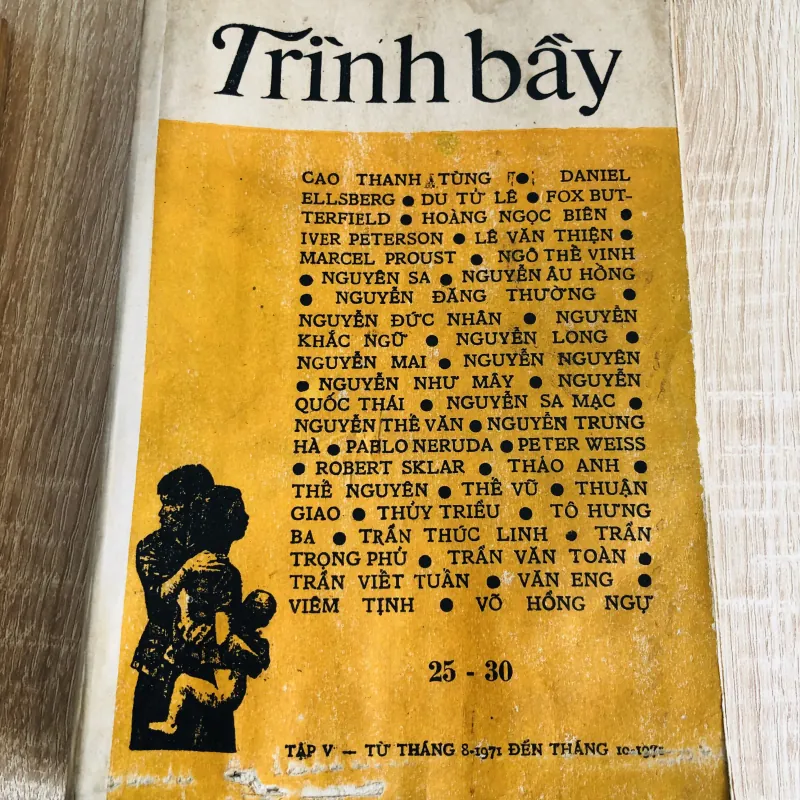 Trình bầy
CAO THANH TÙNG ● DANIEL
ELLSBERG ● DU TỬ LÊ ● FOX BUT-
TERFIELD ● HOÀNG NGỌC BIÊN ●
IVER PETERSON ● LÊ VĂN THIỆN ●
MARCEL PROUST ● NGÔ THẾ VINH
● NGUYÊN SA ● NGUYỄN ÂU HỒNG
● NGUYỄN ĐĂNG THƯỜNG ●
NGUYỄN ĐỨC NHÂN ● NGUYỄN
KHẮC NGỮ ● NGUYỄN LONG ●
NGUYỄN MAI ● NGUYỄN NGUYÊN
● NGUYỄN NHƯ MÂY ● NGUYỄN
QUỐC THÁI ● NGUYỄN SA MẠC ●
NGUYỄN THẾ VĂN ● NGUYỄN TRUNG
HÀ ● PABLO NERUDA ● PETER WEISS
● ROBERT SKLAR ● THẢO ANH ●
THẾ NGUYÊN ● THẾ VŨ ● THUẬN
GIAO ● THỦY TRIỀU ● TÔ HƯNG
BA ● TRẦN THÚC LINH ● TRẦN
TRỌNG PHỦ ● TRẦN VĂN TOÀN ●
TRẦN VIẾT TUẤN ● VĂN ENG ●
VIÊM TỊNH ● VÕ HỒNG NGỰ
25 - 30
TẬP V — TỪ THÁNG 8-1971 ĐẾN THÁNG 10-1971